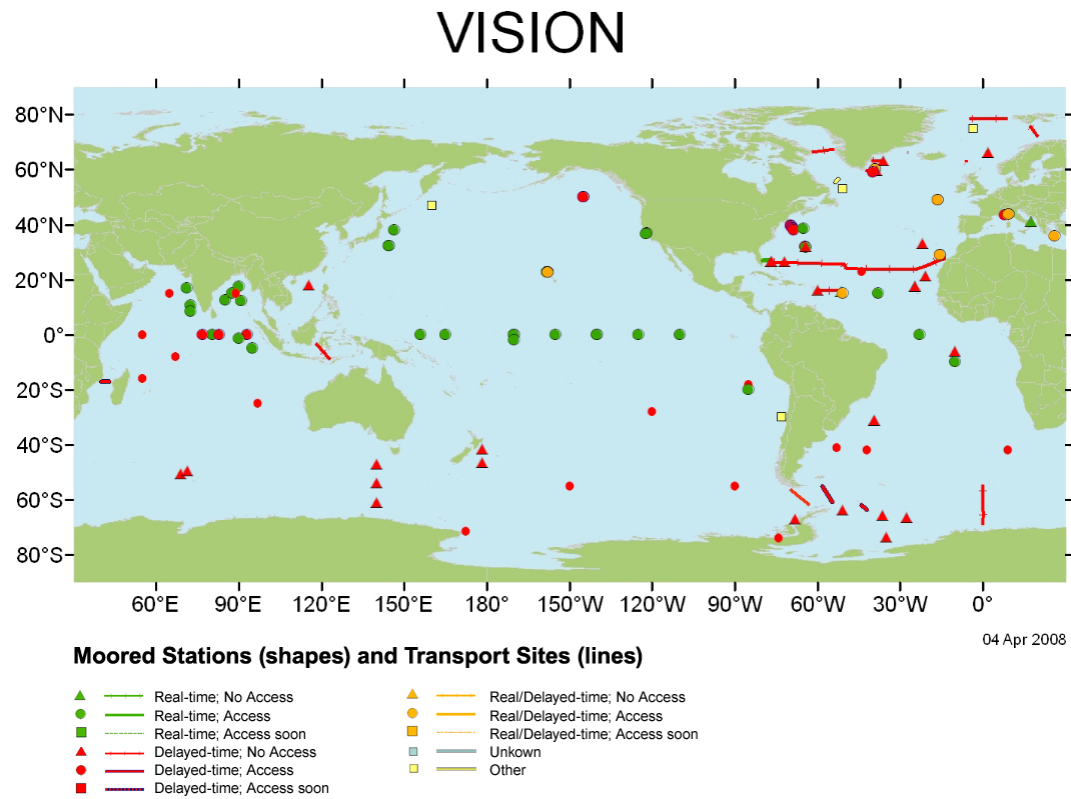 VISION
80°N
60°N
40°N
20°N
0°
20°S
40°S
60°S
80°S
60°E 90°E 120°E 150°E 180° 150°W 120°W 90°W 60°W 30°W 0°
04 Apr 2008
Moored Stations (shapes) and Transport Sites (lines)
Real-time; No Access
Real-time; Access
Real-time; Access soon
Delayed-time; No Access
Delayed-time; Access
Delayed-time; Access soon
Real/Delayed-time; No Access
Real/Delayed-time; Access
Real/Delayed-time; Access soon
Unkown
Other